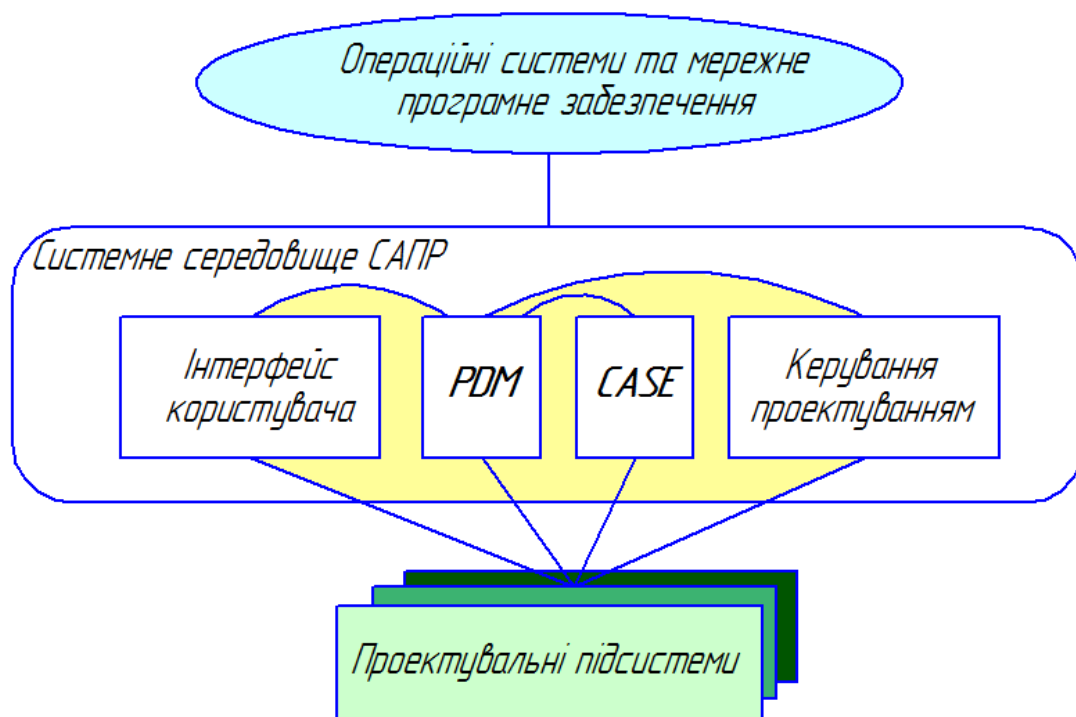 Операційні системи та мережне
програмне забезпечення
Системне середовище САПР
Інтерфейс
користувача
PDM
CASE
Керування
проектуванням
Проектувальні підсистеми